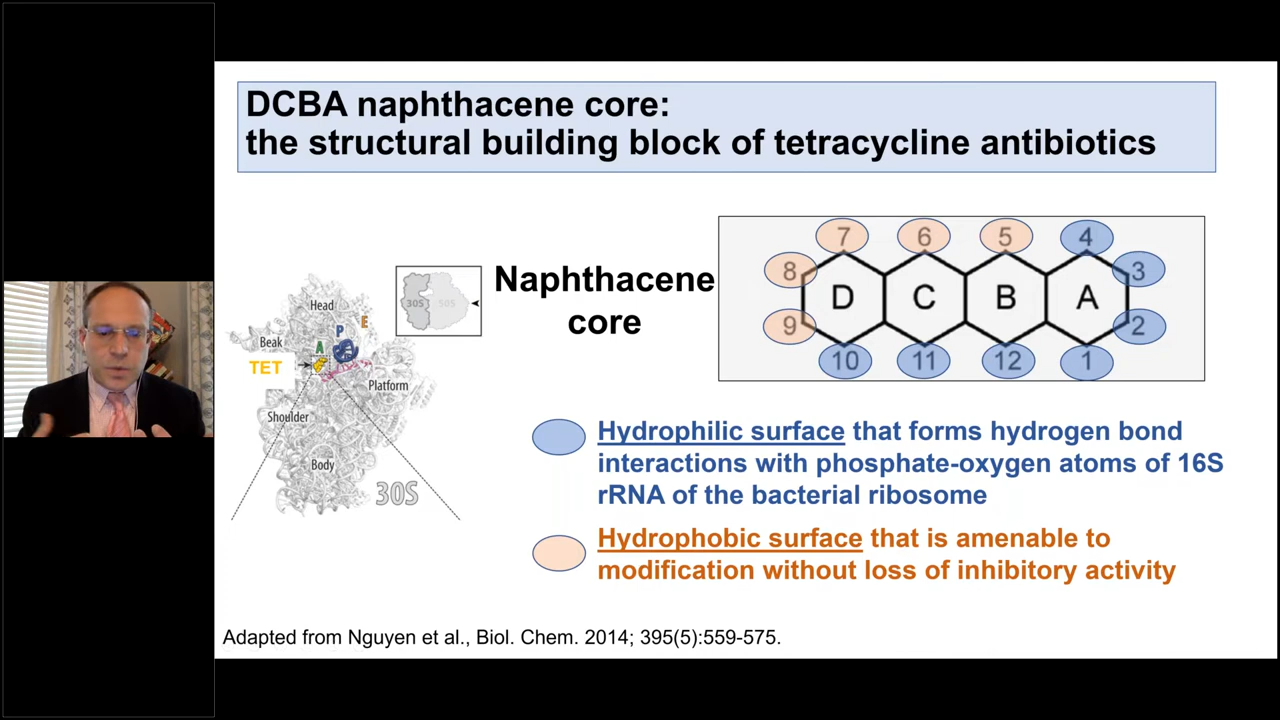 DCBA naphthacene core:
the structural building block of tetracycline antibiotics
Head
Beak
E
P
A
TET
Platform
Shoulder
Body
30S
30S 50S
Naphthacene
core
7 6 5 4
8 3
D C B A
9 2
10 11 12 1
Hydrophilic surface that forms hydrogen bond
interactions with phosphate-oxygen atoms of 16S
rRNA of the bacterial ribosome
Hydrophobic surface that is amenable to
modification without loss of inhibitory activity
Adapted from Nguyen et al., Biol. Chem. 2014; 395(5):559-575.